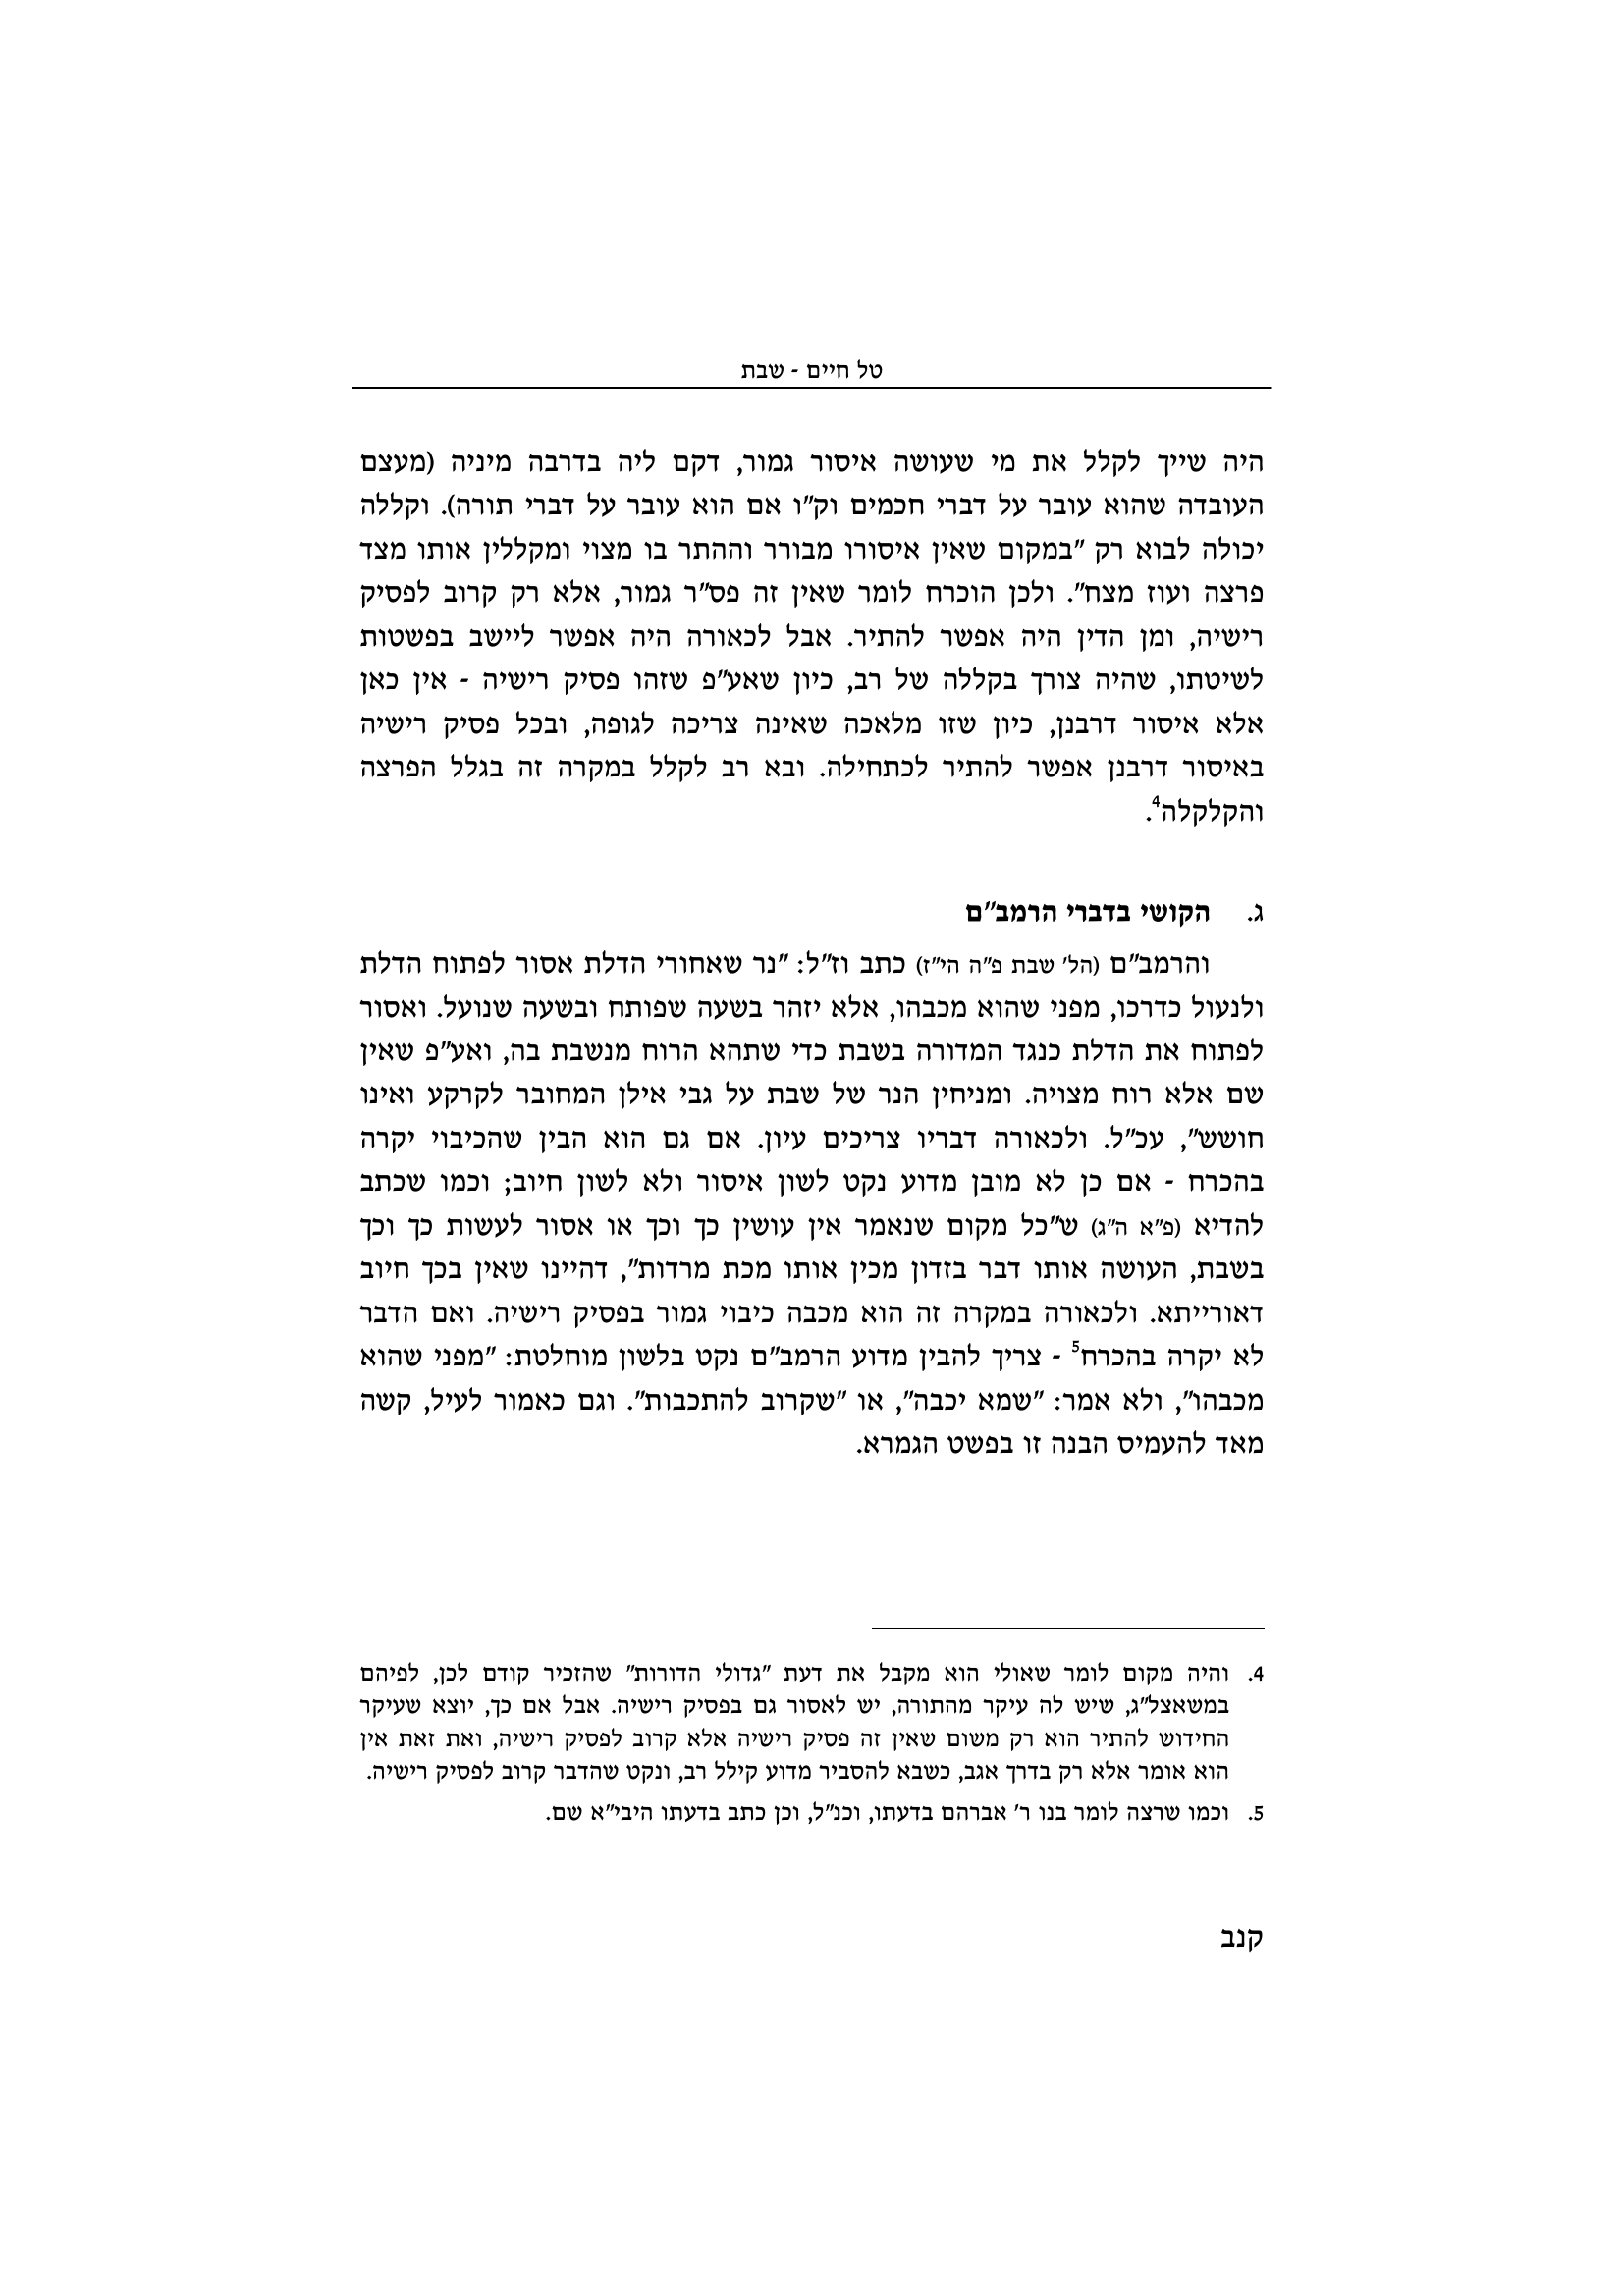 טל חיים - שבת
היה שייך לקלל את מי שעושה איסור גמור, דקם ליה בדרבה מיניה (מעצם
העובדה שהוא עובר על דברי חכמים וק"ו אם הוא עובר על דברי תורה). וקללה
יכולה לבוא רק "במקום שאין איסורו מבורר וההתר בו מצוי ומקללין אותו מצד
פרצה ועוז מצח". ולכן הוכרח לומר שאין זה פס"ר גמור, אלא רק קרוב לפסיק
רישיה, ומן הדין היה אפשר להתיר. אבל לכאורה היה אפשר ליישב בפשטות
לשיטתו, שהיה צורך בקללה של רב, כיון שאע"פ שזהו פסיק רישיה - אין כאן
אלא איסור דרבנן, כיון שזו מלאכה שאינה צריכה לגופה, ובכל פסיק רישיה
באיסור דרבנן אפשר להתיר לכתחילה. ובא רב לקלל במקרה זה בגלל הפרצה
והקלקלה4.
ג. הקושי בדברי הרמב"ם
והרמב"ם (הל' שבת פ"ה הי"ז) כתב וז"ל: "נר שאחורי הדלת אסור לפתוח הדלת
ולנעול כדרכו, מפני שהוא מכבהו, אלא יזהר בשעה שפותח ובשעה שנועל. ואסור
לפתוח את הדלת כנגד המדורה בשבת כדי שתהא הרוח מנשבת בה, ואע"פ שאין
שם אלא רוח מצויה. ומניחין הנר של שבת על גבי אילן המחובר לקרקע ואינו
חושש", עכ"ל. ולכאורה דבריו צריכים עיון. אם גם הוא הבין שהכיבוי יקרה
בהכרח - אם כן לא מובן מדוע נקט לשון איסור ולא לשון חיוב; וכמו שכתב
להדיא (פ"א ה"ג) ש"כל מקום שנאמר אין עושין כך וכך או אסור לעשות כך וכך
בשבת, העושה אותו דבר בזדון מכין אותו מכת מרדות", דהיינו שאין בכך חיוב
דאורייתא. ולכאורה במקרה זה הוא מכבה כיבוי גמור בפסיק רישיה. ואם הדבר
לא יקרה בהכרח5 - צריך להבין מדוע הרמב"ם נקט בלשון מוחלטת: "מפני שהוא
מכבהו", ולא אמר: "שמא יכבה", או "שקרוב להתכבות". וגם כאמור לעיל, קשה
מאד להעמיס הבנה זו בפשט הגמרא.
4. והיה מקום לומר שאולי הוא מקבל את דעת "גדולי הדורות" שהזכיר קודם לכן, לפיהם
במשאצל"ג, שיש לה עיקר מהתורה, יש לאסור גם בפסיק רישיה. אבל אם כך, יוצא שעיקר
החידוש להתיר הוא רק משום שאין זה פסיק רישיה אלא קרוב לפסיק רישיה, ואת זאת אין
הוא אומר אלא רק בדרך אגב, כשבא להסביר מדוע קילל רב, ונקט שהדבר קרוב לפסיק רישיה.
5. וכמו שרצה לומר בנו ר' אברהם בדעתו, וכנ"ל, וכן כתב בדעתו היבי"א שם.
קנב